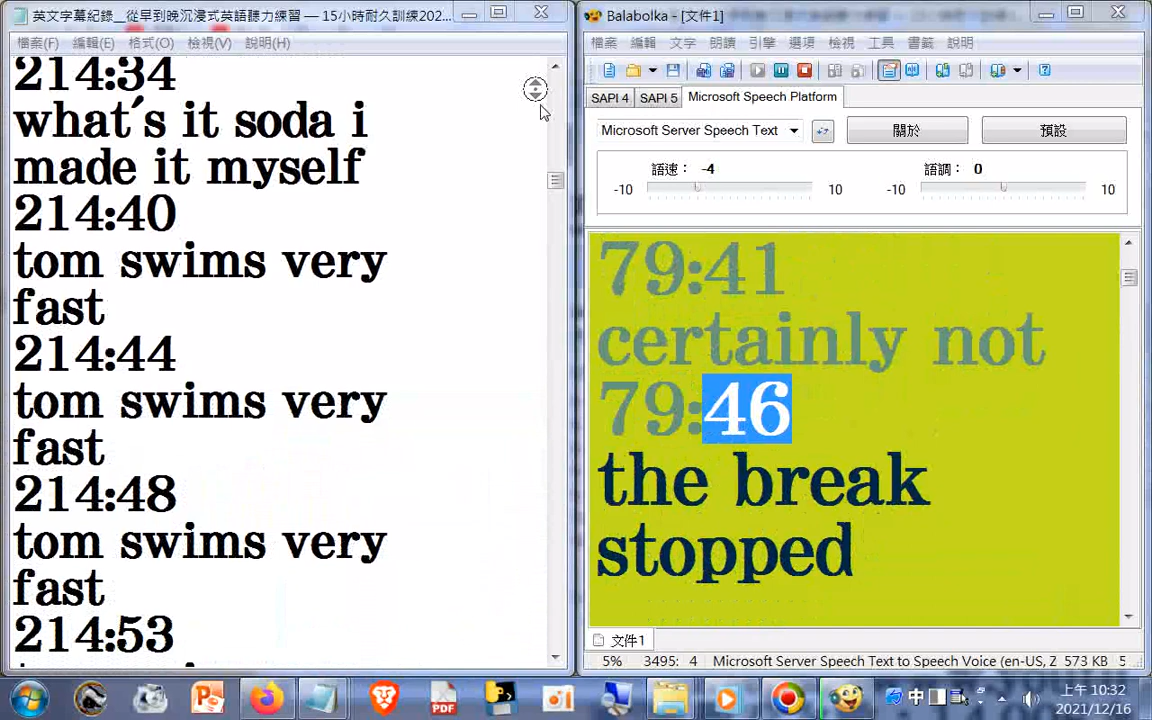 英文字幕紀錄__從早到晚沉浸式英語聽力練習 — 15小時耐久訓練202...
檔案(F) 編輯(E) 格式(O) 檢視(V) 說明(H)
214:34
what's it soda i
made it myself
214:40
tom swims very
fast
214:44
tom swims very
fast
214:48
tom swims very
fast
214:53
Balabolka - [文件1]
檔案 編輯 文字 朗讀 引擎 選項 檢視 工具 書籤 說明
SAPI 4 SAPI 5 Microsoft Speech Platform
Microsoft Server Speech Text 關於 預設
語速： -4 語調： 0
-10 10 -10 10
79:41
certainly not
79:46
the break
stopped
文件1
5% 3495: 4 Microsoft Server Speech Text to Speech Voice (en-US, Z 573 KB 5
PDF 中 上午 10:32
2021/12/16